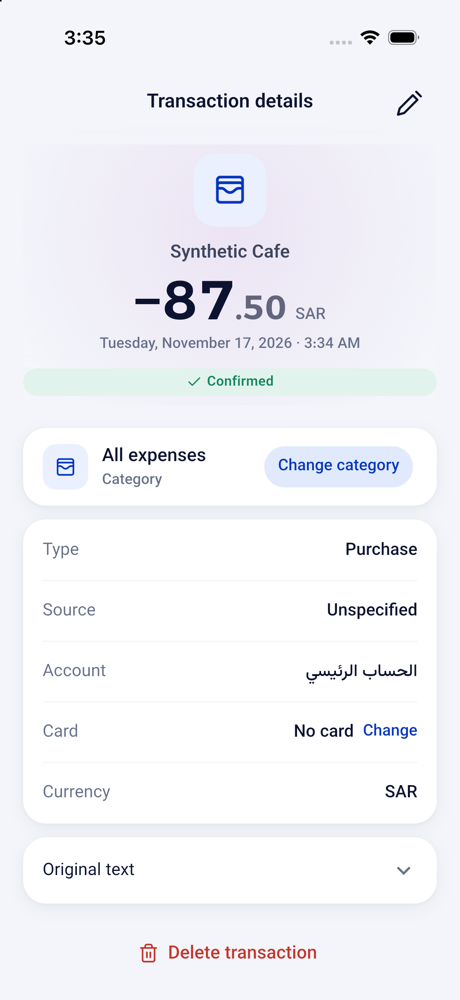 3:35
Transaction details
Synthetic Cafe
−87.50 SAR
Tuesday, November 17, 2026 · 3:34 AM
Confirmed
All expenses
Category
Change category
Type
Purchase
Source
Unspecified
Account
الحساب الرئيسي
Card
No card Change
Currency
SAR
Original text
Delete transaction